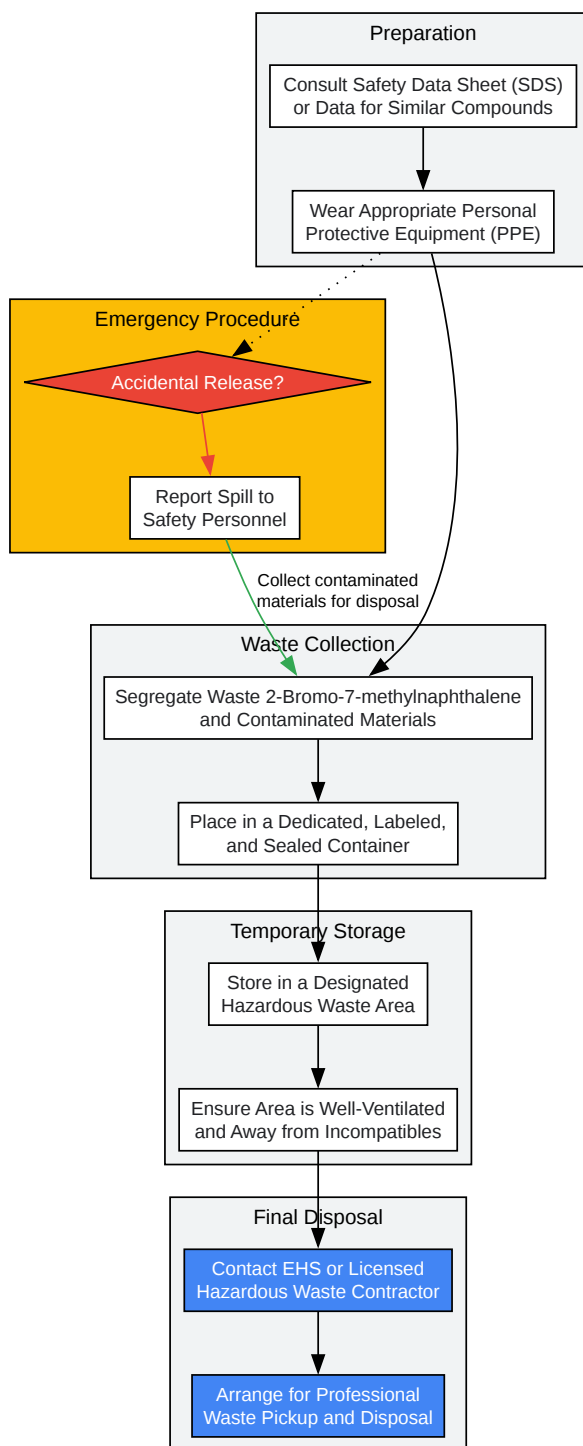 Preparation
Consult Safety Data Sheet (SDS)
or Data for Similar Compounds
Wear Appropriate Personal
Protective Equipment (PPE)
Emergency Procedure
Accidental Release?
Report Spill to
Safety Personnel
Collect contaminated
materials for disposal
Waste Collection
Segregate Waste 2-Bromo-7-methylnaphthalene
and Contaminated Materials
Place in a Dedicated, Labeled,
and Sealed Container
Temporary Storage
Store in a Designated
Hazardous Waste Area
Ensure Area is Well-Ventilated
and Away from Incompatibles
Final Disposal
Contact EHS or Licensed
Hazardous Waste Contractor
Arrange for Professional
Waste Pickup and Disposal